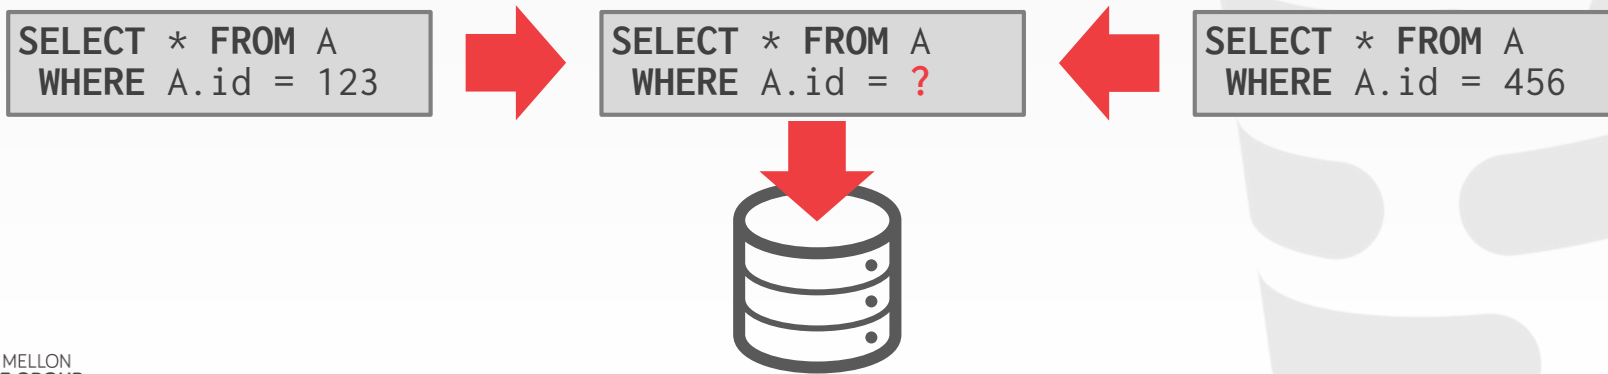 SELECT * FROM A
WHERE A.id = 123
SELECT * FROM A
WHERE A.id = ?
SELECT * FROM A
WHERE A.id = 456
MELLON